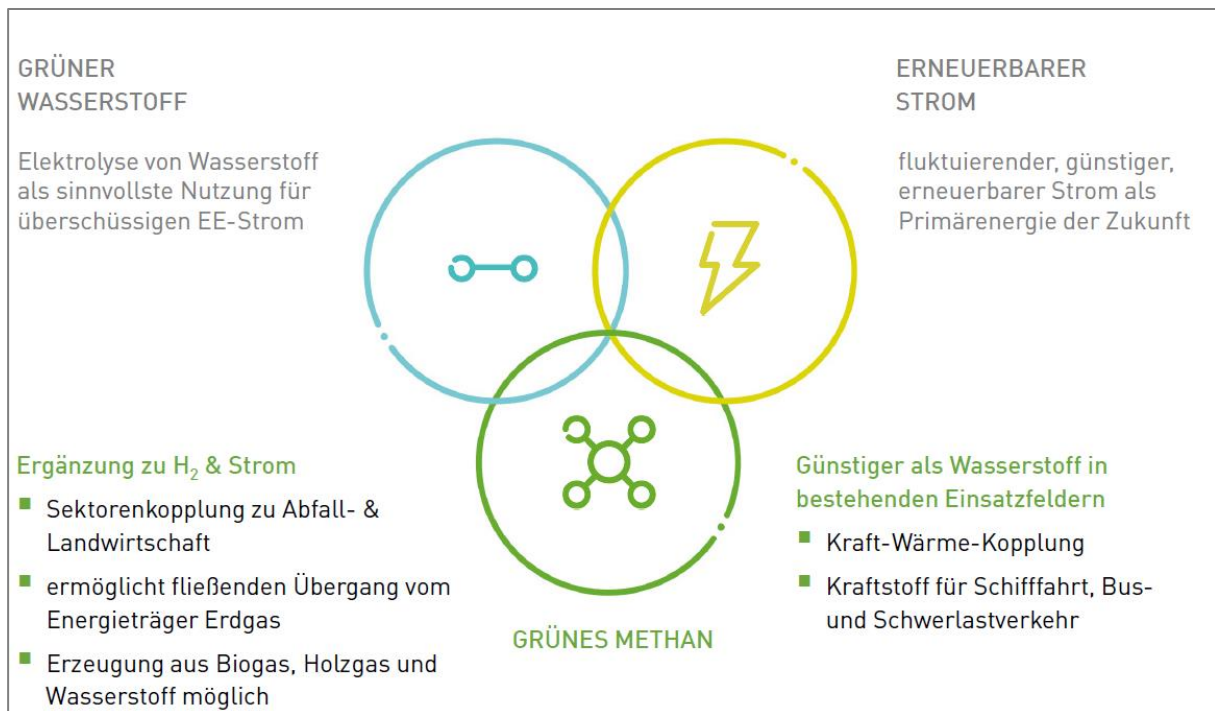 GRÜNER
WASSERSTOFF
Elektrolyse von Wasserstoff
als sinnvollste Nutzung für
überschüssigen EE-Strom
ERNEUERBARER
STROM
fluktuierender, günstiger,
erneuerbarer Strom als
Primärenergie der Zukunft
Ergänzung zu H₂ & Strom
■ Sektorenkopplung zu Abfall- &
Landwirtschaft
■ ermöglicht fließenden Übergang vom
Energieträger Erdgas
■ Erzeugung aus Biogas, Holzgas und
Wasserstoff möglich
GRÜNES METHAN
Günstiger als Wasserstoff in
bestehenden Einsatzfeldern
■ Kraft-Wärme-Kopplung
■ Kraftstoff für Schifffahrt, Bus-
und Schwerlastverkehr